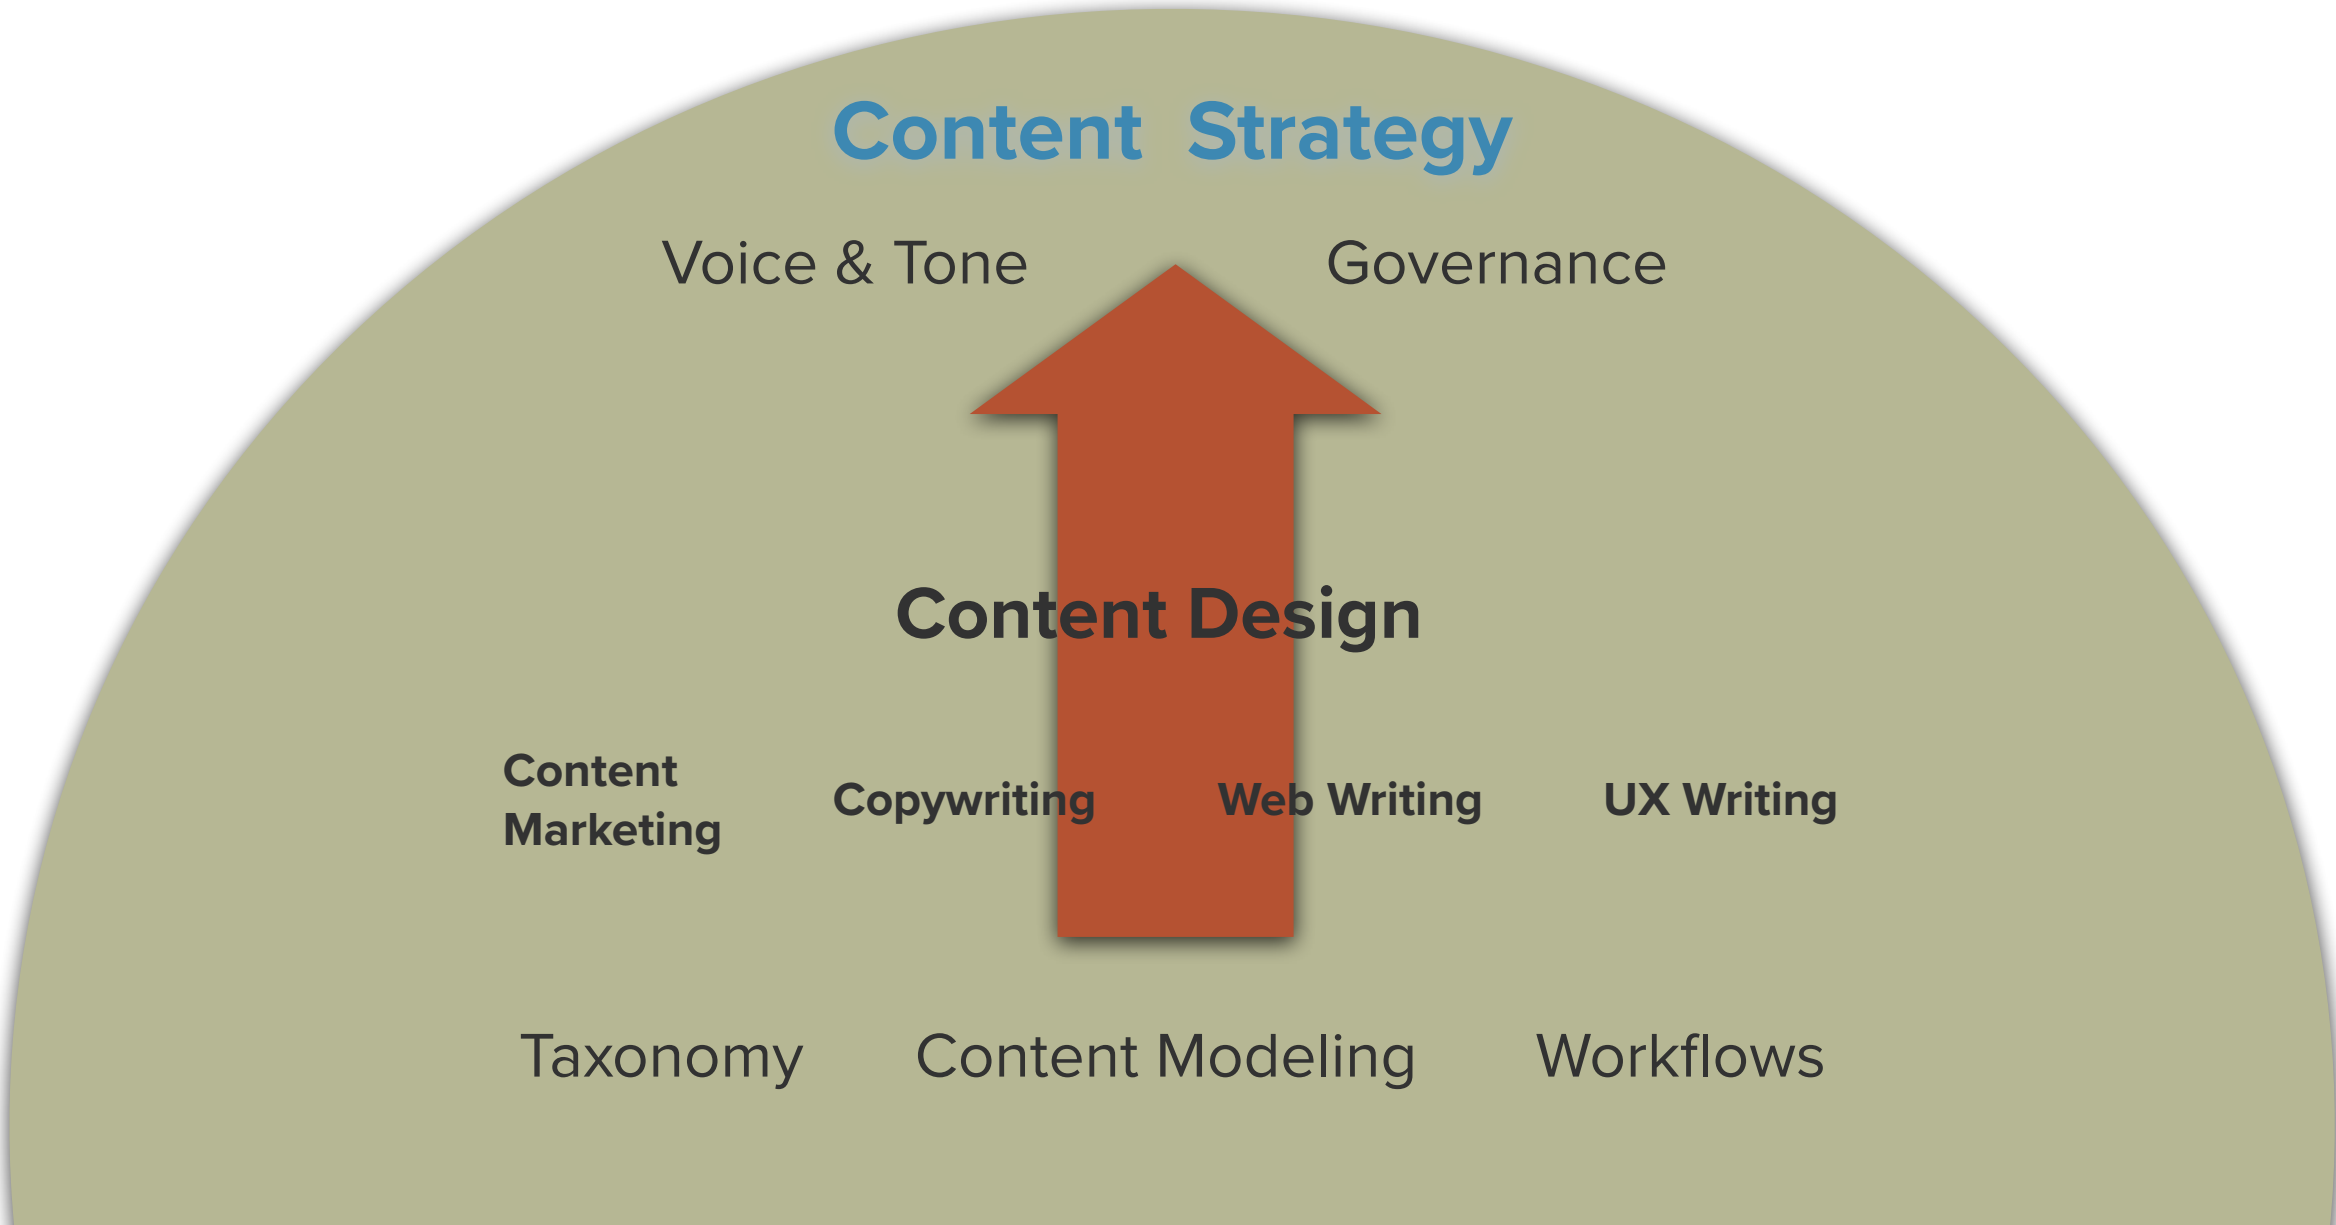 Content Strategy
Voice & Tone
Governance
Content Design
Content
Marketing
Copywriting
Web Writing
UX Writing
Taxonomy
Content Modeling
Workflows